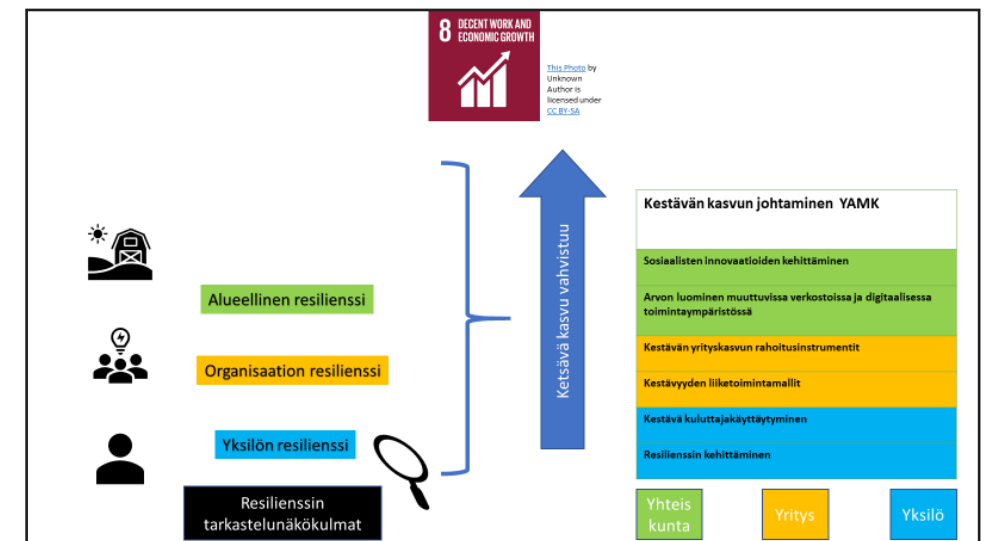 8 DECENT WORK AND
ECONOMIC GROWTH
This Photo by
Unknown
Author is
licensed under
CC BY-SA
Alueellinen resilienssi
Organisaation resilienssi
Yksilön resilienssi
Resilienssin
tarkastelunäkökulmat
Ketsävä kasvu vahvistuu
Kestävän kasvun johtaminen YAMK
Sosiaalisten innovaatioiden kehittäminen
Arvon luominen muuttuvissa verkostoissa ja digitaalisessa
toimintaympäristössä
Kestävän yrityskasvun rahoitusinstrumentit
Kestävyyden liiketoimintamallit
Kestävä kuluttajakäyttäytyminen
Resilienssin kehittäminen
Yhteis
kunta
Yritys
Yksilö